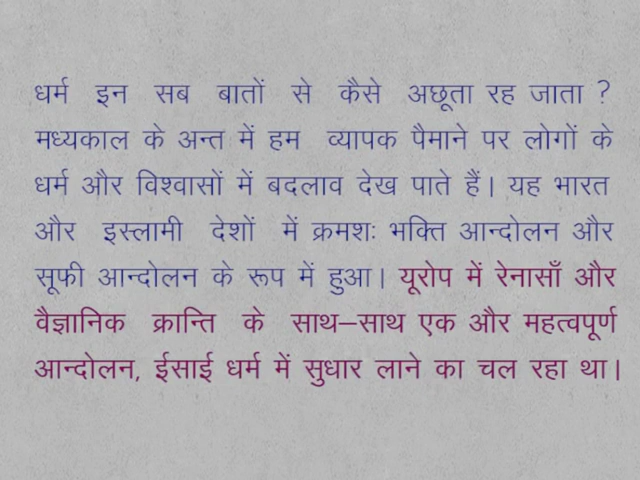 धर्म इन सब बातों से कैसे अछूता रह जाता ?
मध्यकाल के अन्त में हम व्यापक पैमाने पर लोगों के
धर्म और विश्वासों में बदलाव देख पाते हैं। यह भारत
और इस्लामी देशों में क्रमशः भक्ति आन्दोलन और
सूफी आन्दोलन के रूप में हुआ। यूरोप में रेनासाँ और
वैज्ञानिक क्रान्ति के साथ–साथ एक और महत्वपूर्ण
आन्दोलन, ईसाई धर्म में सुधार लाने का चल रहा था।